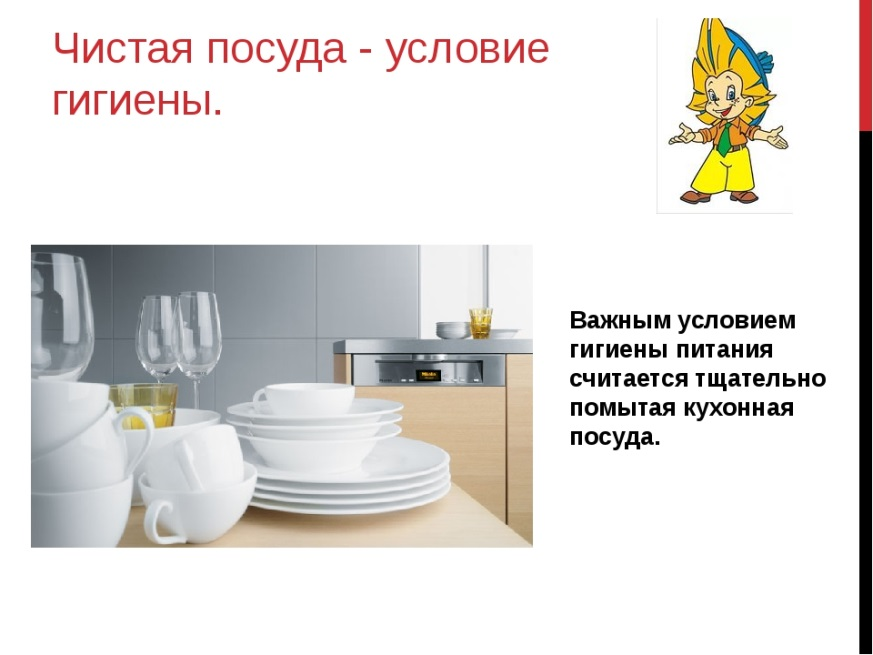 Чистая посуда - условие
гигиены.
Важным условием
гигиены питания
считается тщательно
помытая кухонная
посуда.